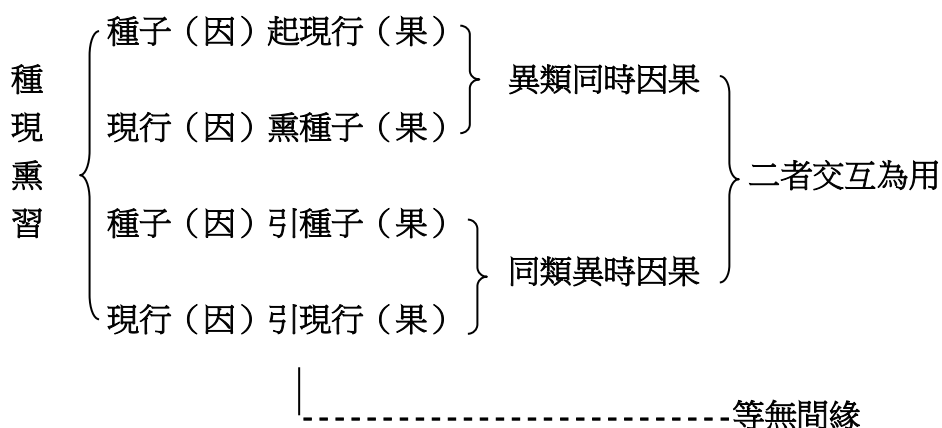 種現熏習
種子（因）起現行（果）
現行（因）熏種子（果）
異類同時因果
種子（因）引種子（果）
現行（因）引現行（果）
同類異時因果
二者交互為用
等無間緣